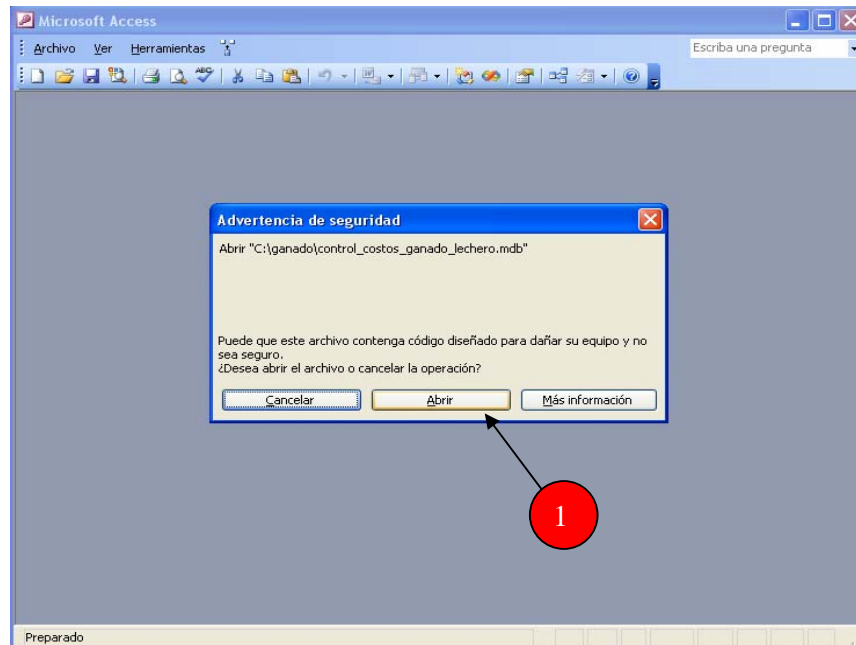 Microsoft Access
Archivo Ver Herramientas
Escriba una pregunta
Advertencia de seguridad
Abrir "C:\ganado\control_costos_ganado_lechero.mdb"
Puede que este archivo contenga código diseñado para dañar su equipo y no
sea seguro.
¿Desea abrir el archivo o cancelar la operación?
Cancelar Abrir Más información
1
Preparado